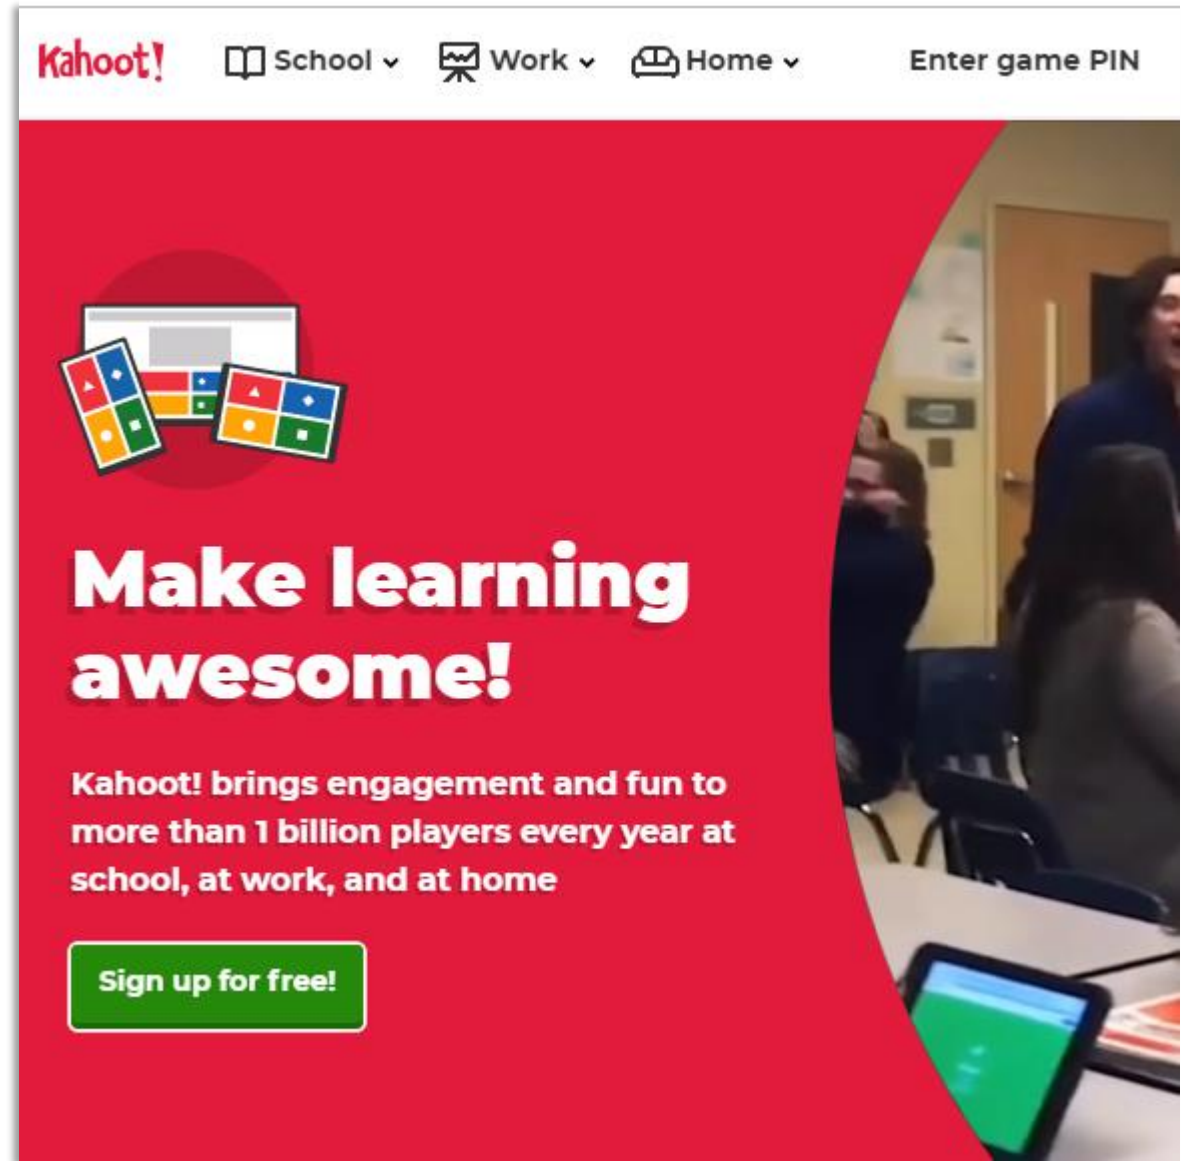 Kahoot!
School
Work
Home
Enter game PIN
Make learning
awesome!
Kahoot! brings engagement and fun to
more than 1 billion players every year at
school, at work, and at home
Sign up for free!